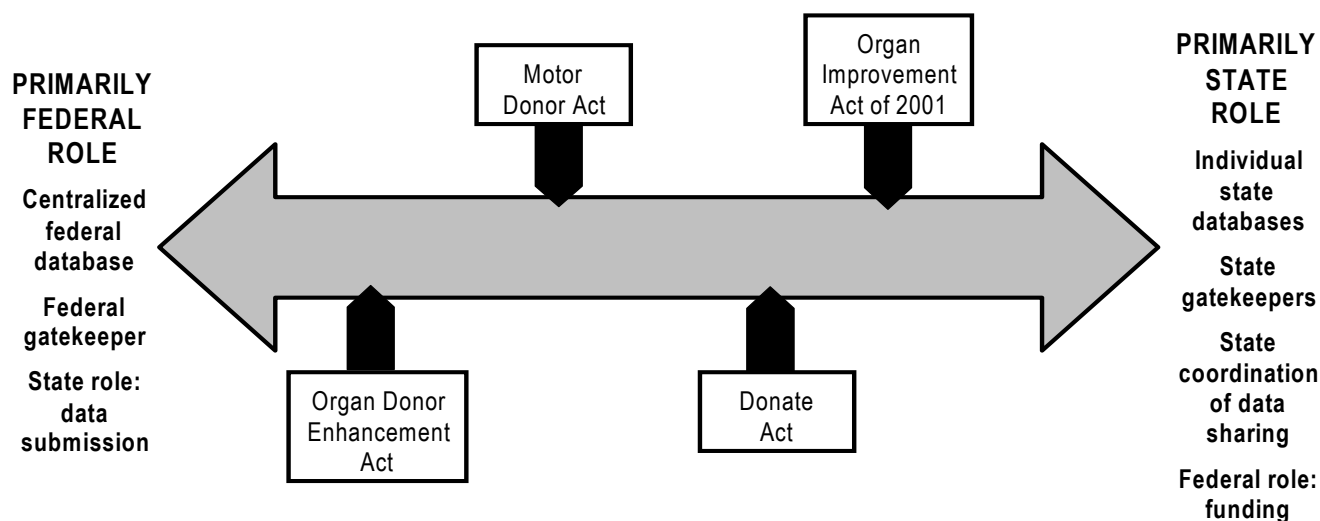 PRIMARILY
FEDERAL
ROLE
Centralized
federal
database
Federal
gatekeeper
State role:
data
submission
Motor
Donor Act
Organ
Improvement
Act of 2001
Organ Donor
Enhancement
Act
Donate
Act
PRIMARILY
STATE
ROLE
Individual
state
databases
State
gatekeepers
State
coordination
of data
sharing
Federal role:
funding